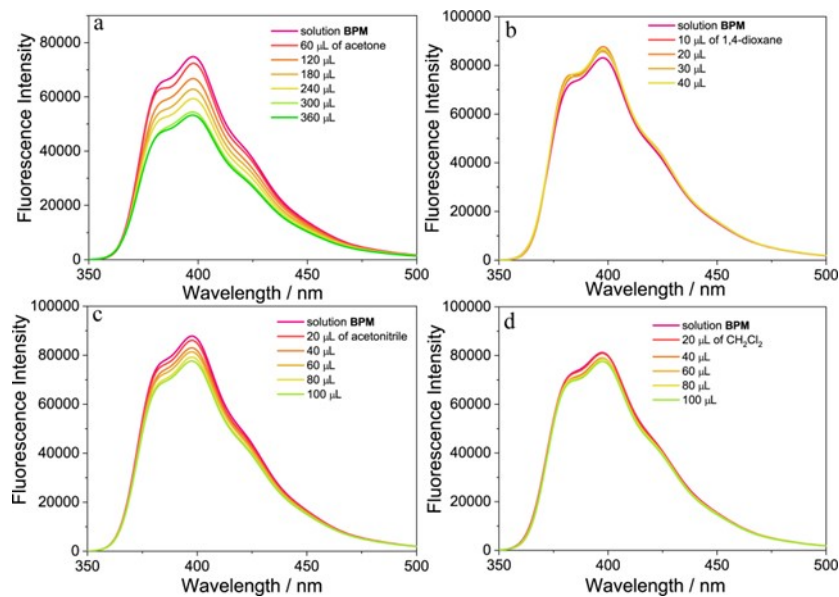 a
solution BPM
60 μL of acetone
120 μL
180 μL
240 μL
300 μL
360 μL
80000
60000
40000
20000
0
350
400
450
500
Fluorescence Intensity
Wavelength / nm
b
solution BPM
10 μL of 1,4-dioxane
20 μL
30 μL
40 μL
100000
80000
60000
40000
20000
0
350
400
450
500
Fluorescence Intensity
Wavelength / nm
c
solution BPM
20 μL of acetonitrile
40 μL
60 μL
80 μL
100 μL
100000
80000
60000
40000
20000
0
350
400
450
500
Fluorescence Intensity
Wavelength / nm
d
solution BPM
20 μL of CH₂Cl₂
40 μL
60 μL
80 μL
100 μL
100000
80000
60000
40000
20000
0
350
400
450
500
Fluorescence Intensity
Wavelength / nm